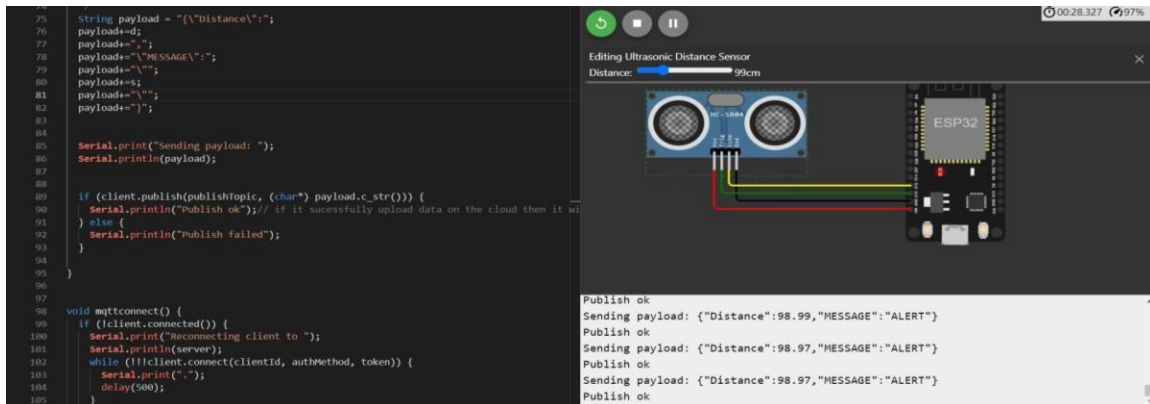 75 String payload = "{\"Distance\":";
76 payload+=d;
77 payload+=",";
78 payload+="\"MESSAGE\":";
79 payload+="\"";
80 payload+=s;
81 payload+="\"";
82 payload+="}";
83
84
85 Serial.print("Sending payload: ");
86 Serial.println(payload);
87
88
89 if (client.publish(publishTopic, (char*) payload.c_str())) {
90 Serial.println("Publish ok");// if it sucessfully upload data on the cloud then it wi
91 } else {
92 Serial.println("Publish failed");
93 }
94
95 }
96
97
98 void mqttconnect() {
99 if (!client.connected()) {
100 Serial.print("Reconnecting client to ");
101 Serial.println(server);
102 while (!!!client.connect(clientId, authMethod, token)) {
103 Serial.print(".");
104 delay(500);
105 }
00:28.327 97%
Editing Ultrasonic Distance Sensor
Distance: 99cm
HC-SR04
ESP32
Publish ok
Sending payload: {"Distance":98.99,"MESSAGE":"ALERT"}
Publish ok
Sending payload: {"Distance":98.97,"MESSAGE":"ALERT"}
Publish ok
Sending payload: {"Distance":98.97,"MESSAGE":"ALERT"}
Publish ok